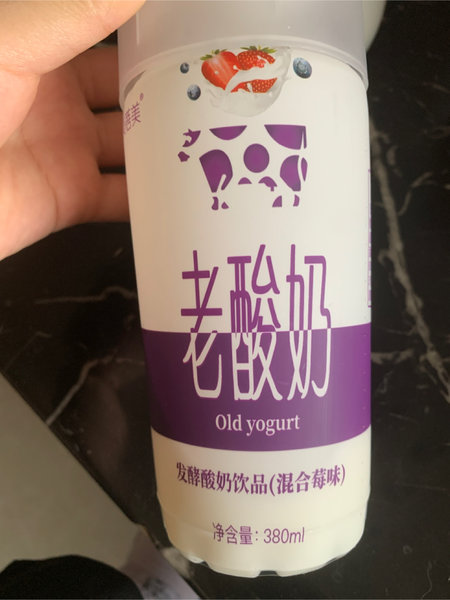 美®
老酸奶
Old yogurt
发酵酸奶饮品(混合莓味)
净含量: 380ml